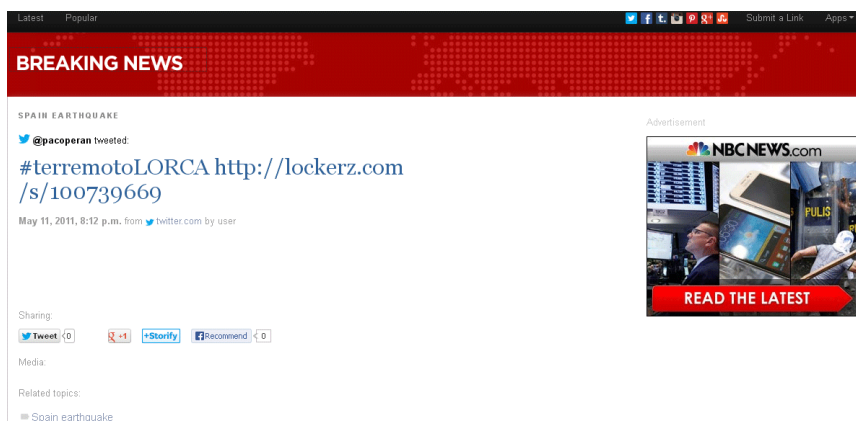 Latest Popular Submit a Link Apps
BREAKING NEWS
SPAIN EARTHQUAKE
@pacoperan tweeted:
#terremotoLORCA http://lockerz.com
/s/100739669
May 11, 2011, 8:12 p.m. from twitter.com by user
Sharing:
Tweet 0 +1 +Storify Recommend 0
Media:
Related topics:
Spain earthquake
Advertisement
NBCNEWS.com
PULIS
READ THE LATEST